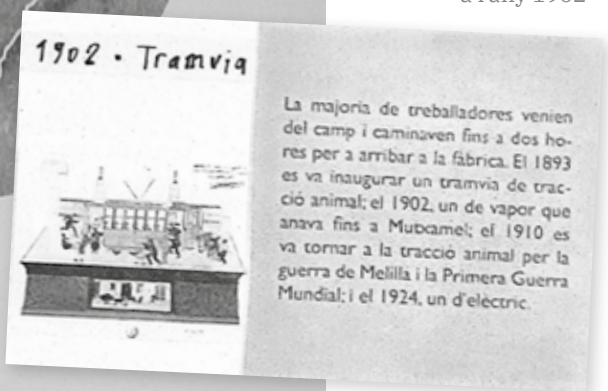 1902 · Tramvia
La majoria de treballadores venien
del camp i caminaven fins a dos ho-
res per a arribar a la fàbrica. El 1893
es va inaugurar un tramvia de trac-
ció animal; el 1902, un de vapor que
anava fins a Mutxamel; el 1910 es
va tornar a la tracció animal per la
guerra de Melilla i la Primera Guerra
Mundial; i el 1924, un d'elèctric.